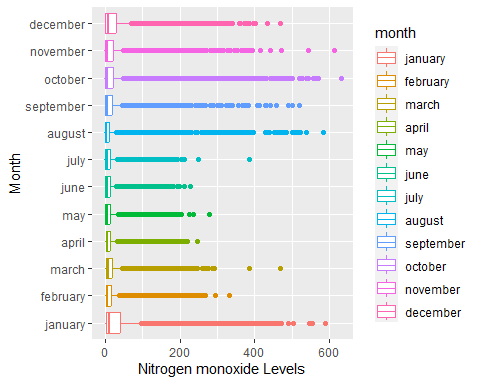 december
november
october
september
august
july
june
may
april
march
february
january
Month
0
200
400
600
Nitrogen monoxide Levels
month
january
february
march
april
may
june
july
august
september
october
november
december